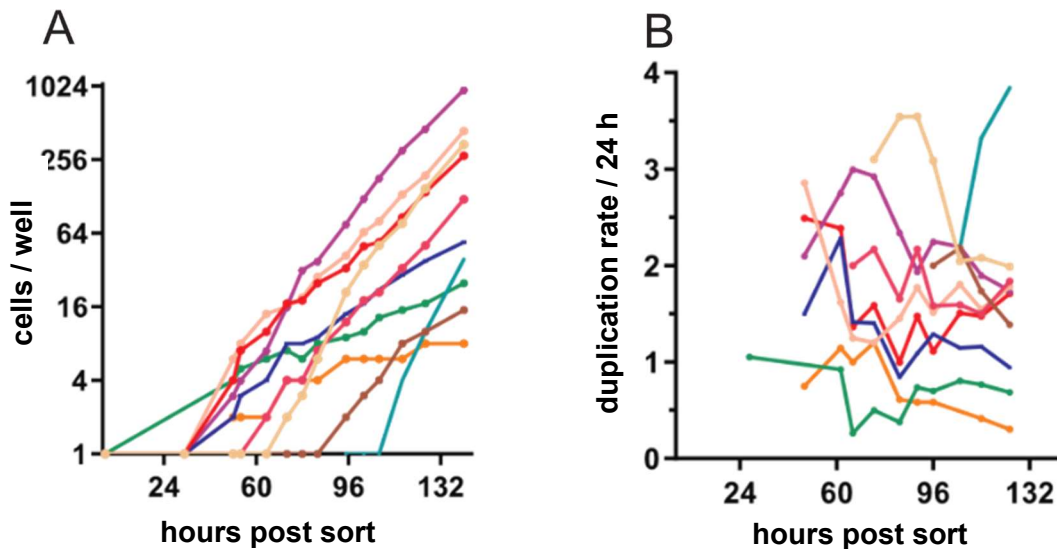 A
1024
256
64
16
4
1
cells / well
24 60 96 132
hours post sort
B
4
3
2
1
0
duplication rate / 24 h
24 60 96 132
hours post sort